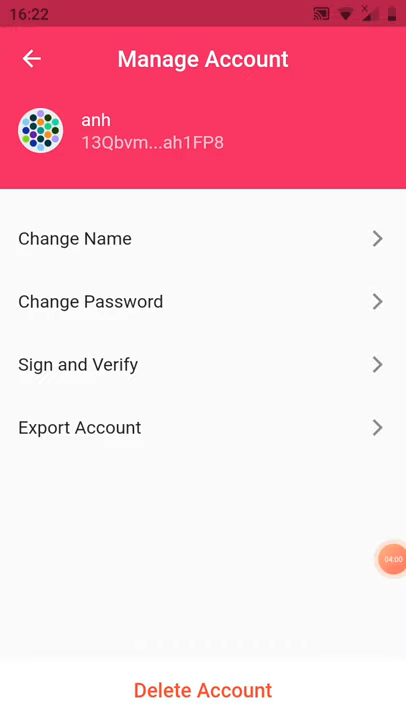 16:22
Manage Account
anh
13Qbvm...ah1FP8
Change Name
Change Password
Sign and Verify
Export Account
04:00
Delete Account